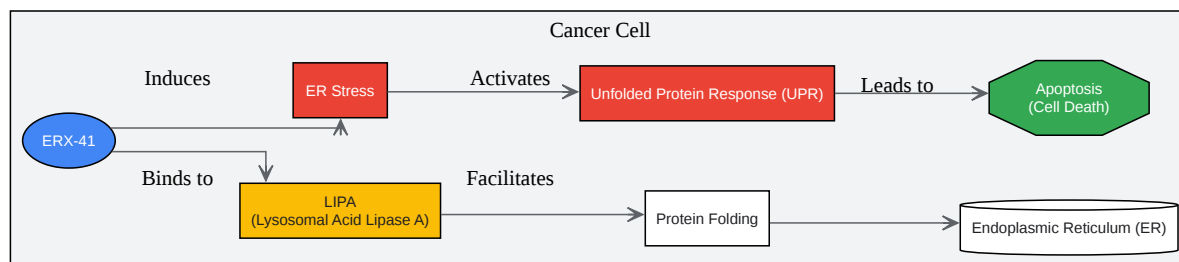 Cancer Cell
Induces
ER Stress
Activates
Unfolded Protein Response (UPR)
Leads to
Apoptosis
(Cell Death)
ERX-41
Binds to
LIPA
(Lysosomal Acid Lipase A)
Facilitates
Protein Folding
Endoplasmic Reticulum (ER)